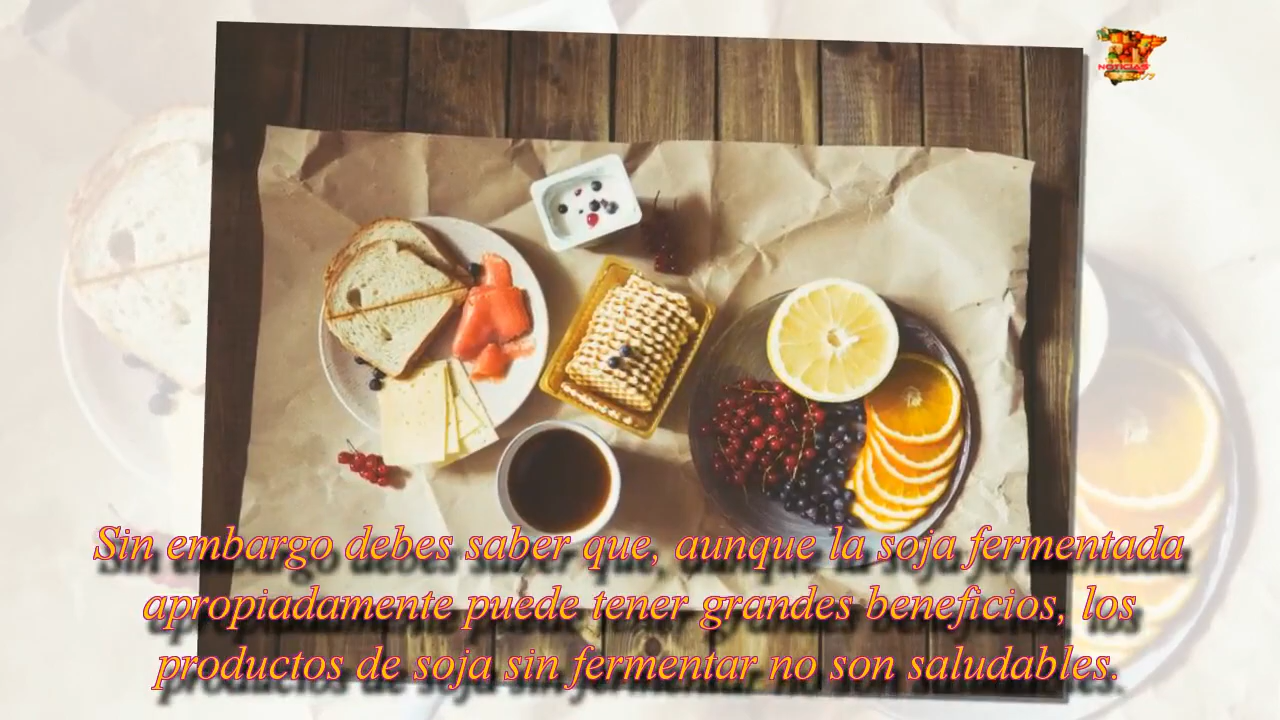 NOTICIAS
Sin embargo debes saber que, aunque la soja fermentada
apropiadamente puede tener grandes beneficios, los
productos de soja sin fermentar no son saludables.